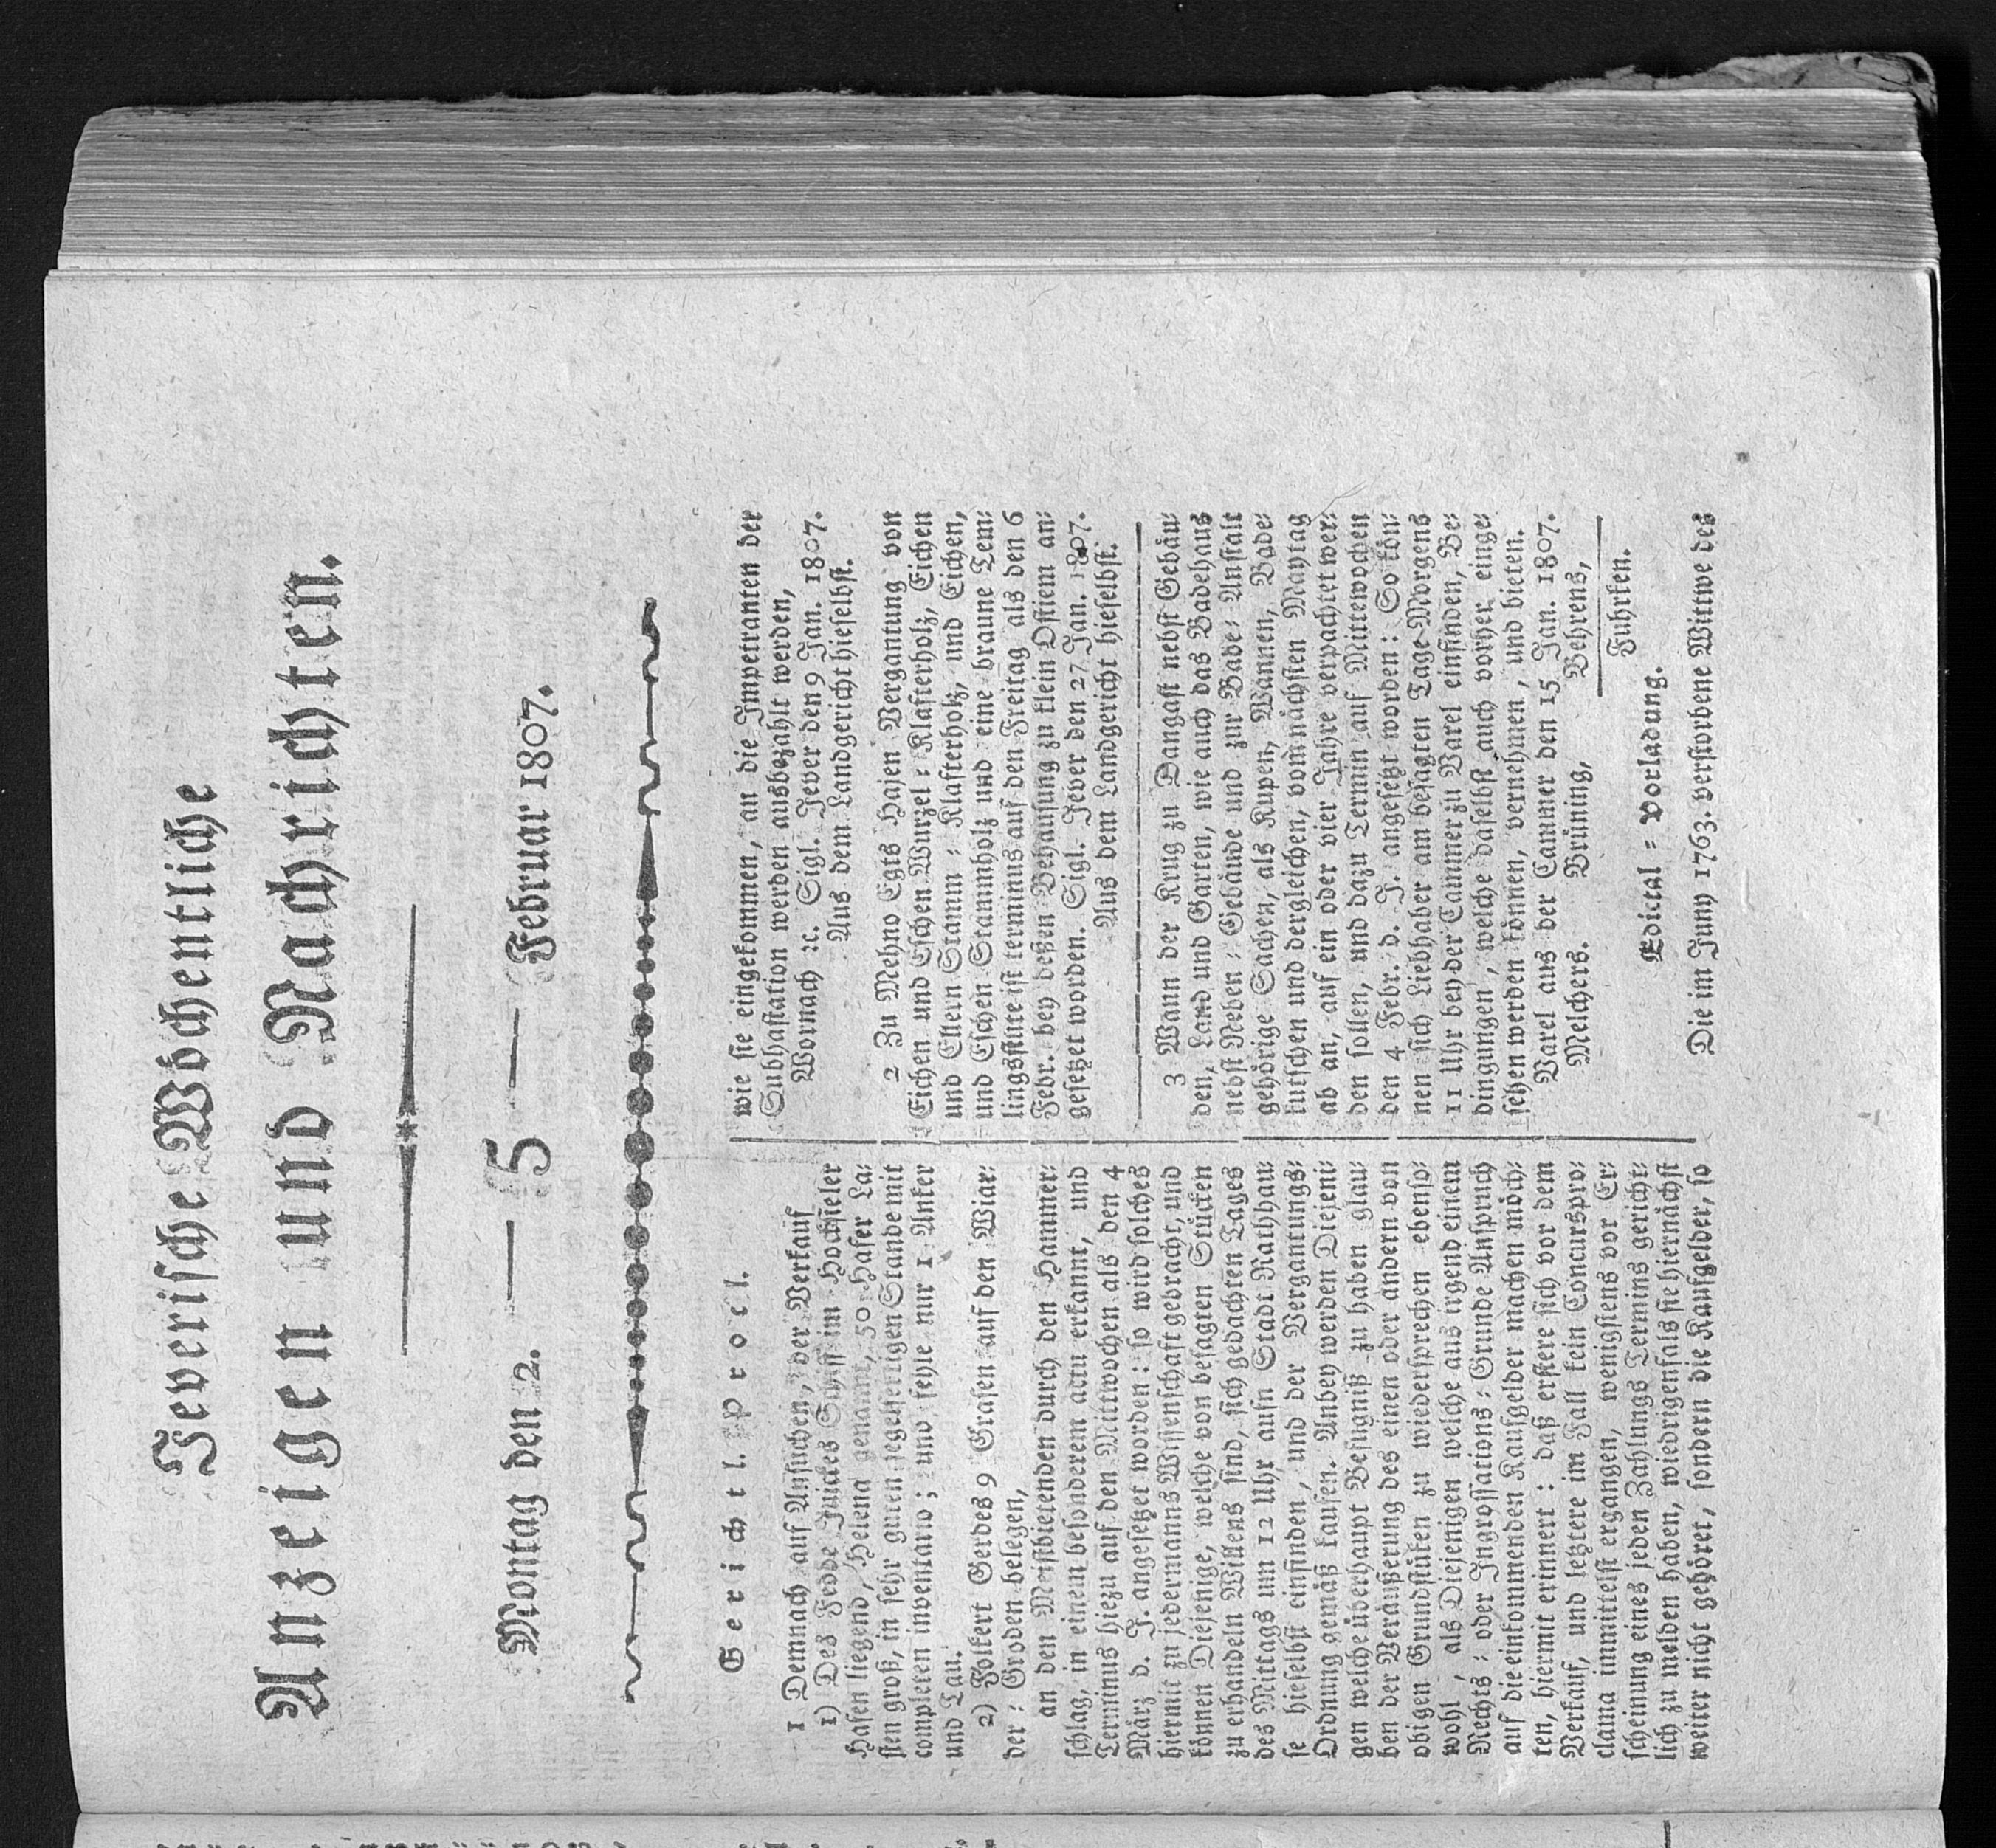 Jeverische Wöchentliche
Anzeigen und Nachrichten.
Montag den 2. — 5 — Februar 1807.
Gerichtl. Procl.
1 Demnach auf Ansuchen, der Verkauf
1) Des Fedde Juickes Schiff im Hochsieler
Hafen liegend, Helena genannt, 50 Hafer La-
sten groß, in sehr guten segelfertigen Stande mit
completen inventario; und fehle nur 1 Anker
und Tau.
2) Folkert Gerdes 9 Grasen auf den Wiar-
der-Groden belegen,
an den Meistbietenden durch den Hammer-
schlag, in einem besonderem actu erkannt, und
Terminus hiezu auf den Mittwochen als den 4
März d. J. angesetzet worden: so wird solches
hiermit zu jedermanns Wissenschaft gebracht, und
können Diejenige, welche von besagten Stücken
zu erhandeln Willens sind, sich gedachten Tages
des Mittags um 12 Uhr aufn Stadt Rathhau-
se hieselbst einfinden, und der Vergantungs-
Ordnung gemäß kaufen. Anbey werden Diejeni-
gen welche überhaupt Befugniß zu haben glau-
ben der Veräußerung des einen oder andern von
obigen Grundstüken zu wiedersprechen ebenso-
wohl, als Diejenigen welche aus irgend einem
Rechts- oder Ingrossations-Grunde Anspruch
auf die einkommenden Kaufgelder machen möch-
ten, hiermit erinnert: daß erstere sich vor dem
Verkauf, und letztere im Fall kein Concurspro-
clama immittelst ergangen, wenigstens vor Er-
scheinung eines jeden Zahlungs Termins gericht-
lich zu melden haben, wiedrigenfals sie hiernächst
weiter nicht gehöret, sondern die Kaufgelder, so
wie sie eingekommen, an die Impetranten der
Subhastation werden ausbezahlt werden,
Wornach ꝛc. Sigl. Jever den 9 Jan. 1807.
Aus dem Landgericht hieselbst.
2 Zu Mehno Egts Hajen Vergantung von
Eichen und Eschen Wurzel-Klafterholz, Eichen
und Ellern Stamm-Klafterholz, und Eichen,
und Eschen Stammholz und eine braune Tem-
lingsstute ist terminus auf den Freitag als den 6
Febr. bey deßen Behausung zu klein Ostiem an-
gesetzet worden. Sigl. Jever den 27 Jan. 1807.
Aus dem Landgericht hieselbst.
3 Wann der Krug zu Dangast nebst Gebäu-
den, Land und Garten, wie auch das Badehaus
nebst Neben-Gebäude und zur Bade-Anstalt
gehörige Sachen, als Kupen, Wannen, Bade-
kutschen und dergleichen, vom nächsten Maytag
ab an, auf ein oder vier Jahre verpachtet wer-
den sollen, und dazu Termin auf Mittewochen
den 4 Febr. d. J. angesetzt worden: So kön-
nen sich Liebhaber am besagten Tage Morgens
11 Uhr bey der Cammer zu Varel einfinden, Be-
dingungen, welche daselbst auch vorher einge-
sehen werden können, vernehmen, und bieten.
Varel aus der Cammer den 15 Jan. 1807.
Melchers. Brüning, Behrens,
Fuhrken.
Edictal-Vorladung.
Die im Juny 1763. verstorbene Wittwe des